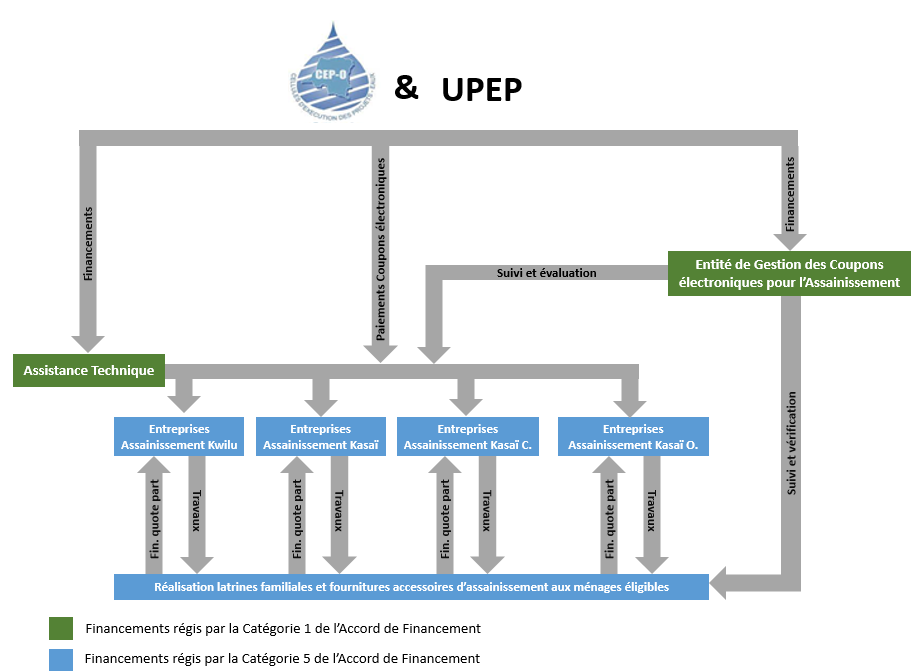 CEP-O
CELLULES D'EXECUTION DES PROJETS - EAUX
& UPEP
Financements
Paiements Coupons électroniques
Financements
Entité de Gestion des Coupons
électroniques pour l'Assainissement
Suivi et évaluation
Assistance Technique
Suivi et vérification
Entreprises
Assainissement Kwilu
Entreprises
Assainissement Kasaï
Entreprises
Assainissement Kasaï C.
Entreprises
Assainissement Kasaï O.
Fin. quote part
Travaux
Fin. quote part
Travaux
Fin. quote part
Travaux
Fin. quote part
Travaux
Réalisation latrines familiales et fournitures accessoires d'assainissement aux ménages éligibles
Financements régis par la Catégorie 1 de l'Accord de Financement
Financements régis par la Catégorie 5 de l'Accord de Financement